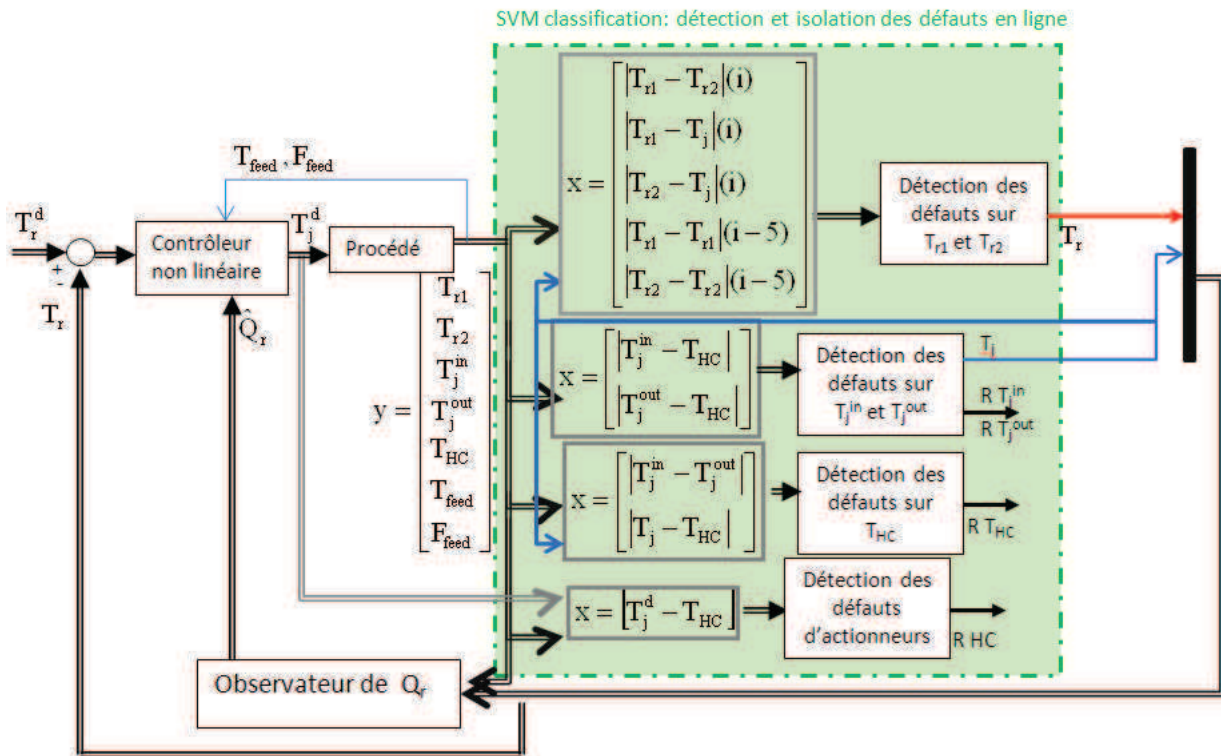 SVM classification: détection et isolation des défauts en ligne
T_feed, F_feed
T_r^d
+
-
T_r
Contrôleur
non linéaire
T_j^d
Procédé
Q̂_r
y = [
T_r1
T_r2
T_j^in
T_j^out
T_HC
T_feed
F_feed
]
x = [
|T_r1 − T_r2|(i)
|T_r1 − T_j|(i)
|T_r2 − T_j|(i)
|T_r1 − T_r1|(i − 5)
|T_r2 − T_r2|(i − 5)
]
Détection des
défauts sur
T_r1 et T_r2
T_r
x = [
|T_j^in − T_HC|
|T_j^out − T_HC|
]
Détection des
défauts sur
T_j^in et T_j^out
T_j
R T_j^in
R T_j^out
x = [
|T_j^in − T_j^out|
|T_j − T_HC|
]
Détection des
défauts sur
T_HC
R T_HC
x = [T_j^d − T_HC]
Détection des
défauts
d'actionneurs
R HC
Observateur de Q_r